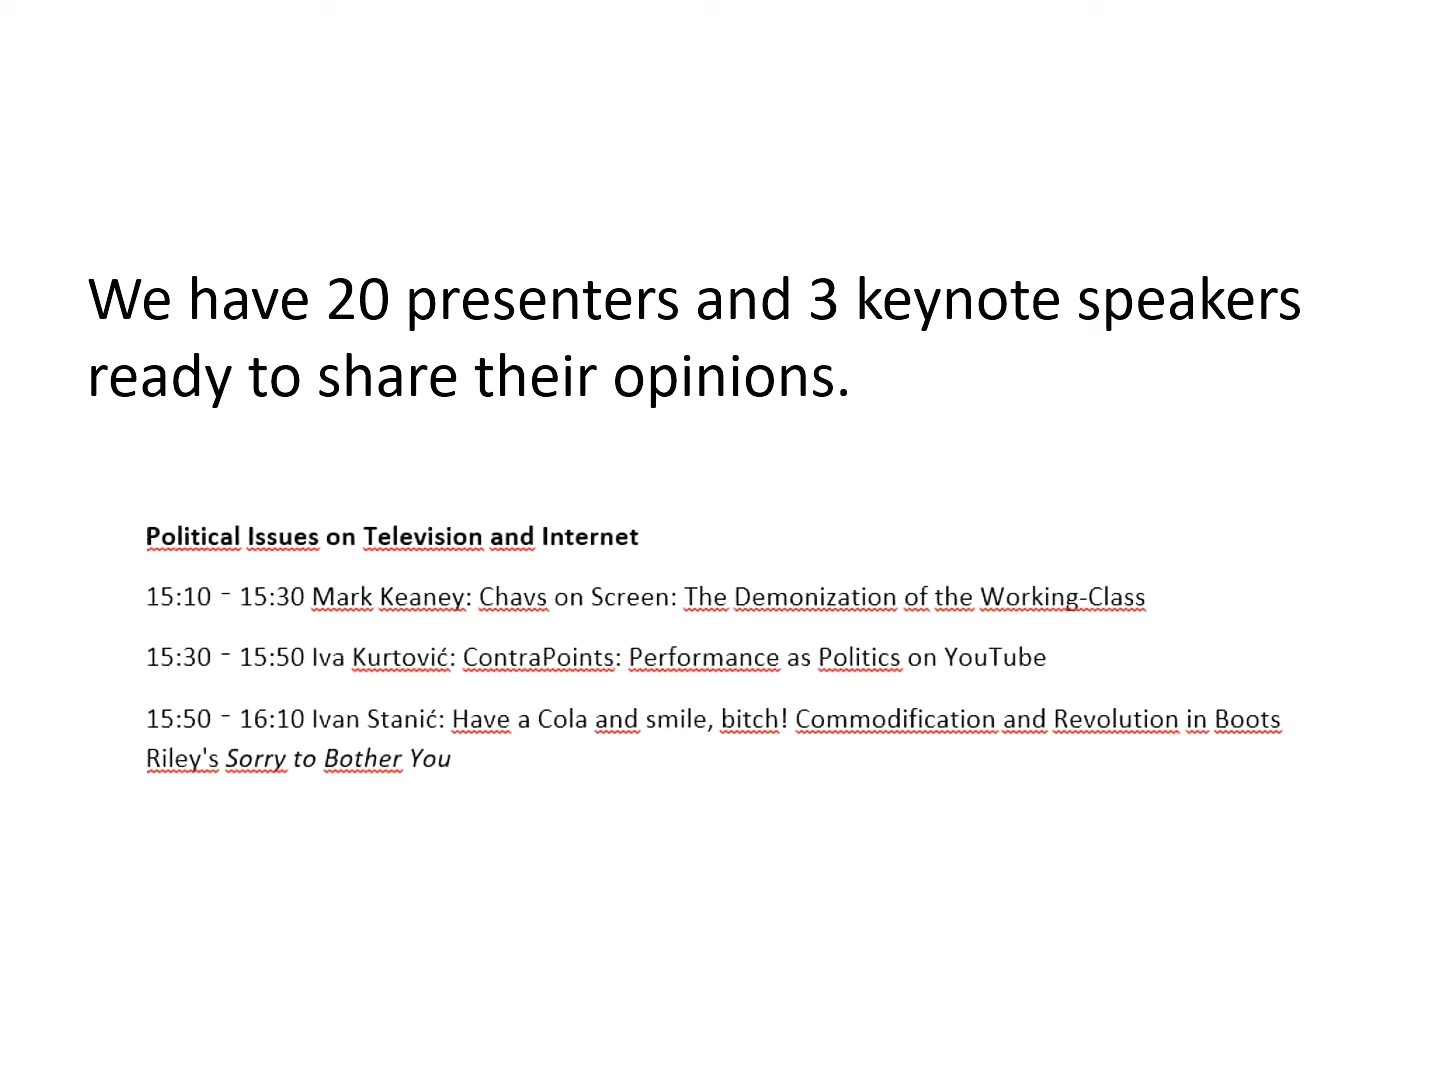 We have 20 presenters and 3 keynote speakers
ready to share their opinions.
Political Issues on Television and Internet
15:10 – 15:30 Mark Keaney: Chavs on Screen: The Demonization of the Working-Class
15:30 – 15:50 Iva Kurtović: ContraPoints: Performance as Politics on YouTube
15:50 – 16:10 Ivan Stanić: Have a Cola and smile, bitch! Commodification and Revolution in Boots
Riley's Sorry to Bother You